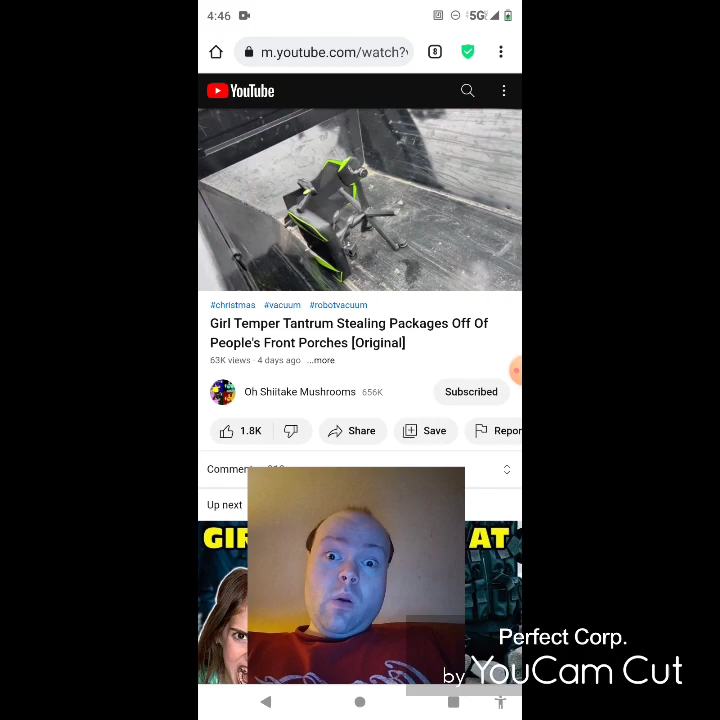 4:46
5G
m.youtube.com/watch?v
8
YouTube
#christmas #vacuum #robotvacuum
Girl Temper Tantrum Stealing Packages Off Of
People's Front Porches [Original]
63K views · 4 days ago ...more
Oh Shiitake Mushrooms 656K
Subscribed
1.8K Share Save Repor
Commen
Up next
GIR
AT
Perfect Corp.
by YouCam Cut